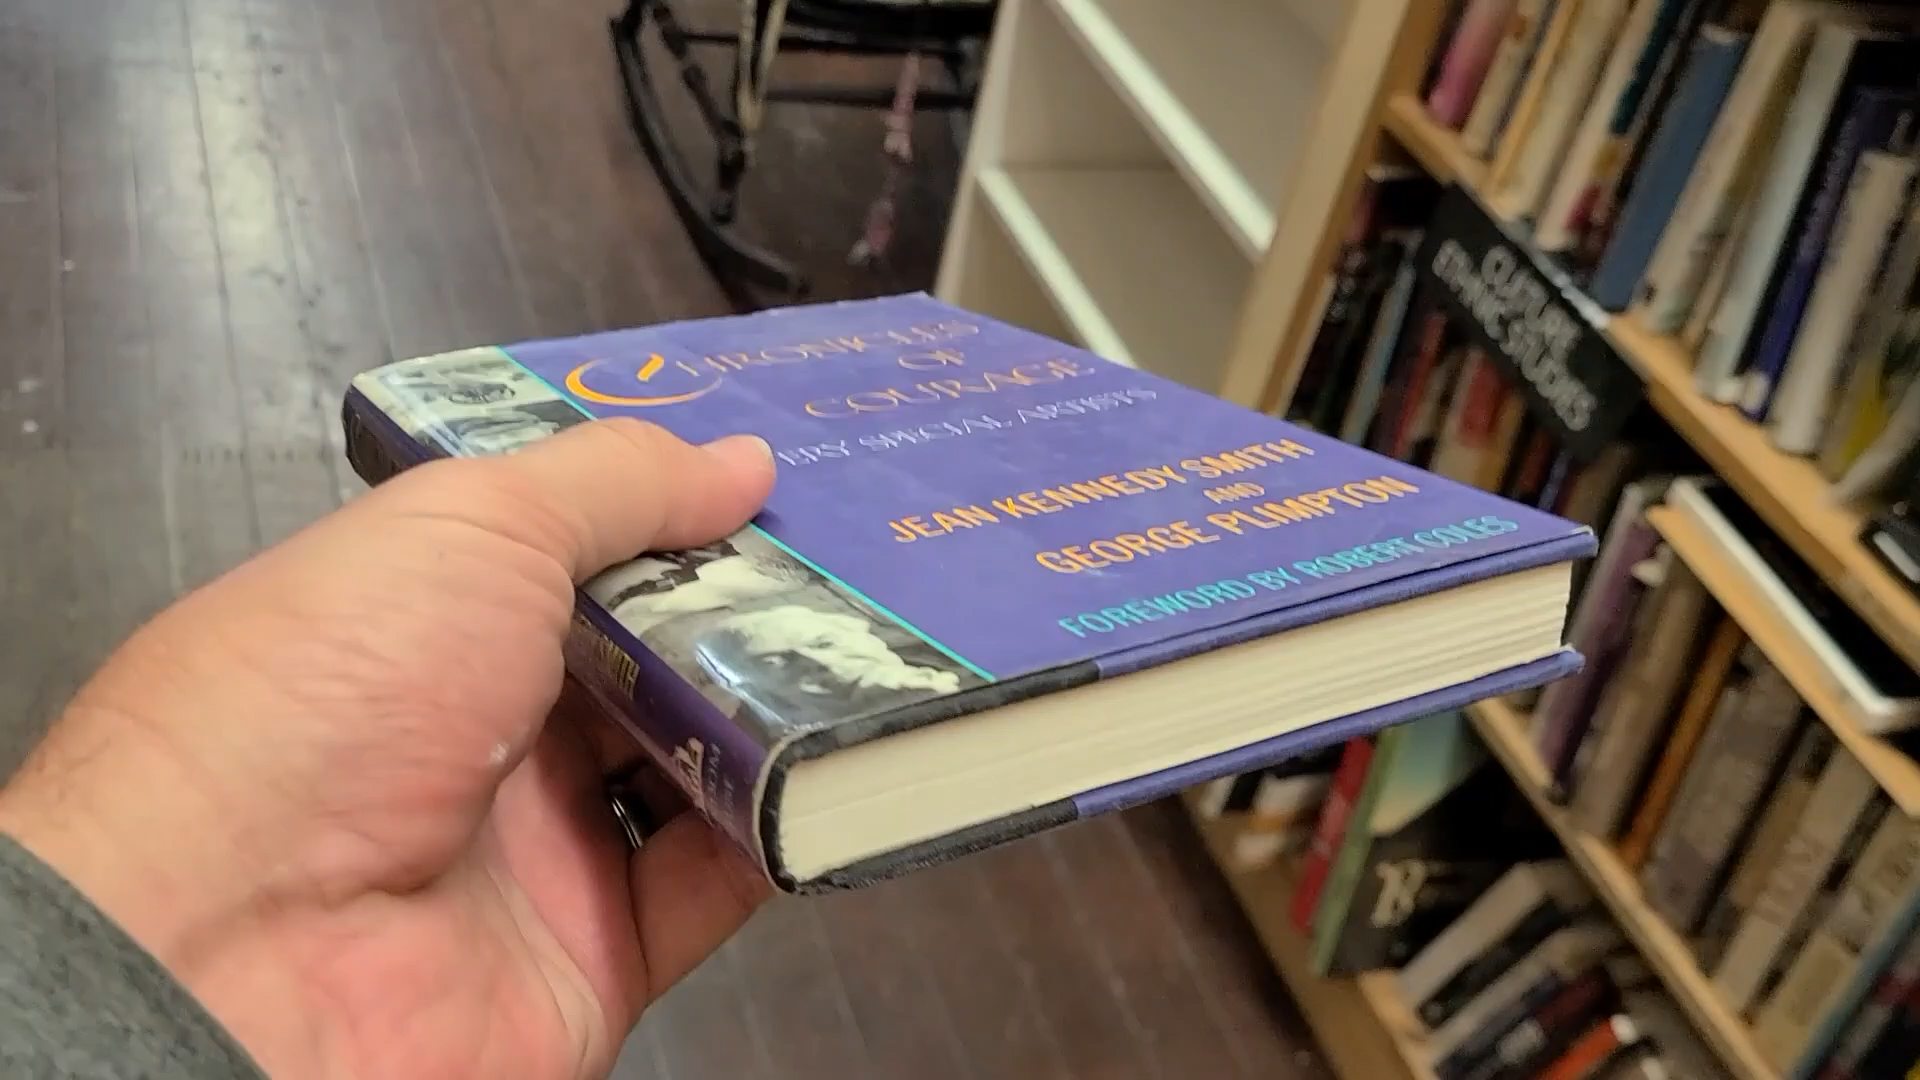 CHRONICLES
OF
COURAGE
VERY SPECIAL ARTISTS
JEAN KENNEDY SMITH
AND
GEORGE PLIMPTON
FOREWORD BY ROBERT COLES
SMITH
CULTURE
ETHNIC STUDIES